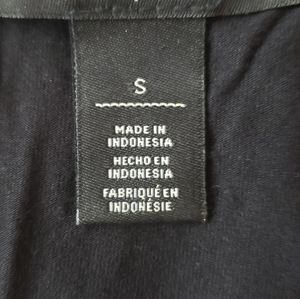 S
MADE IN
INDONESIA
HECHO EN
INDONESIA
FABRIQUÉ EN
INDONÉSIE